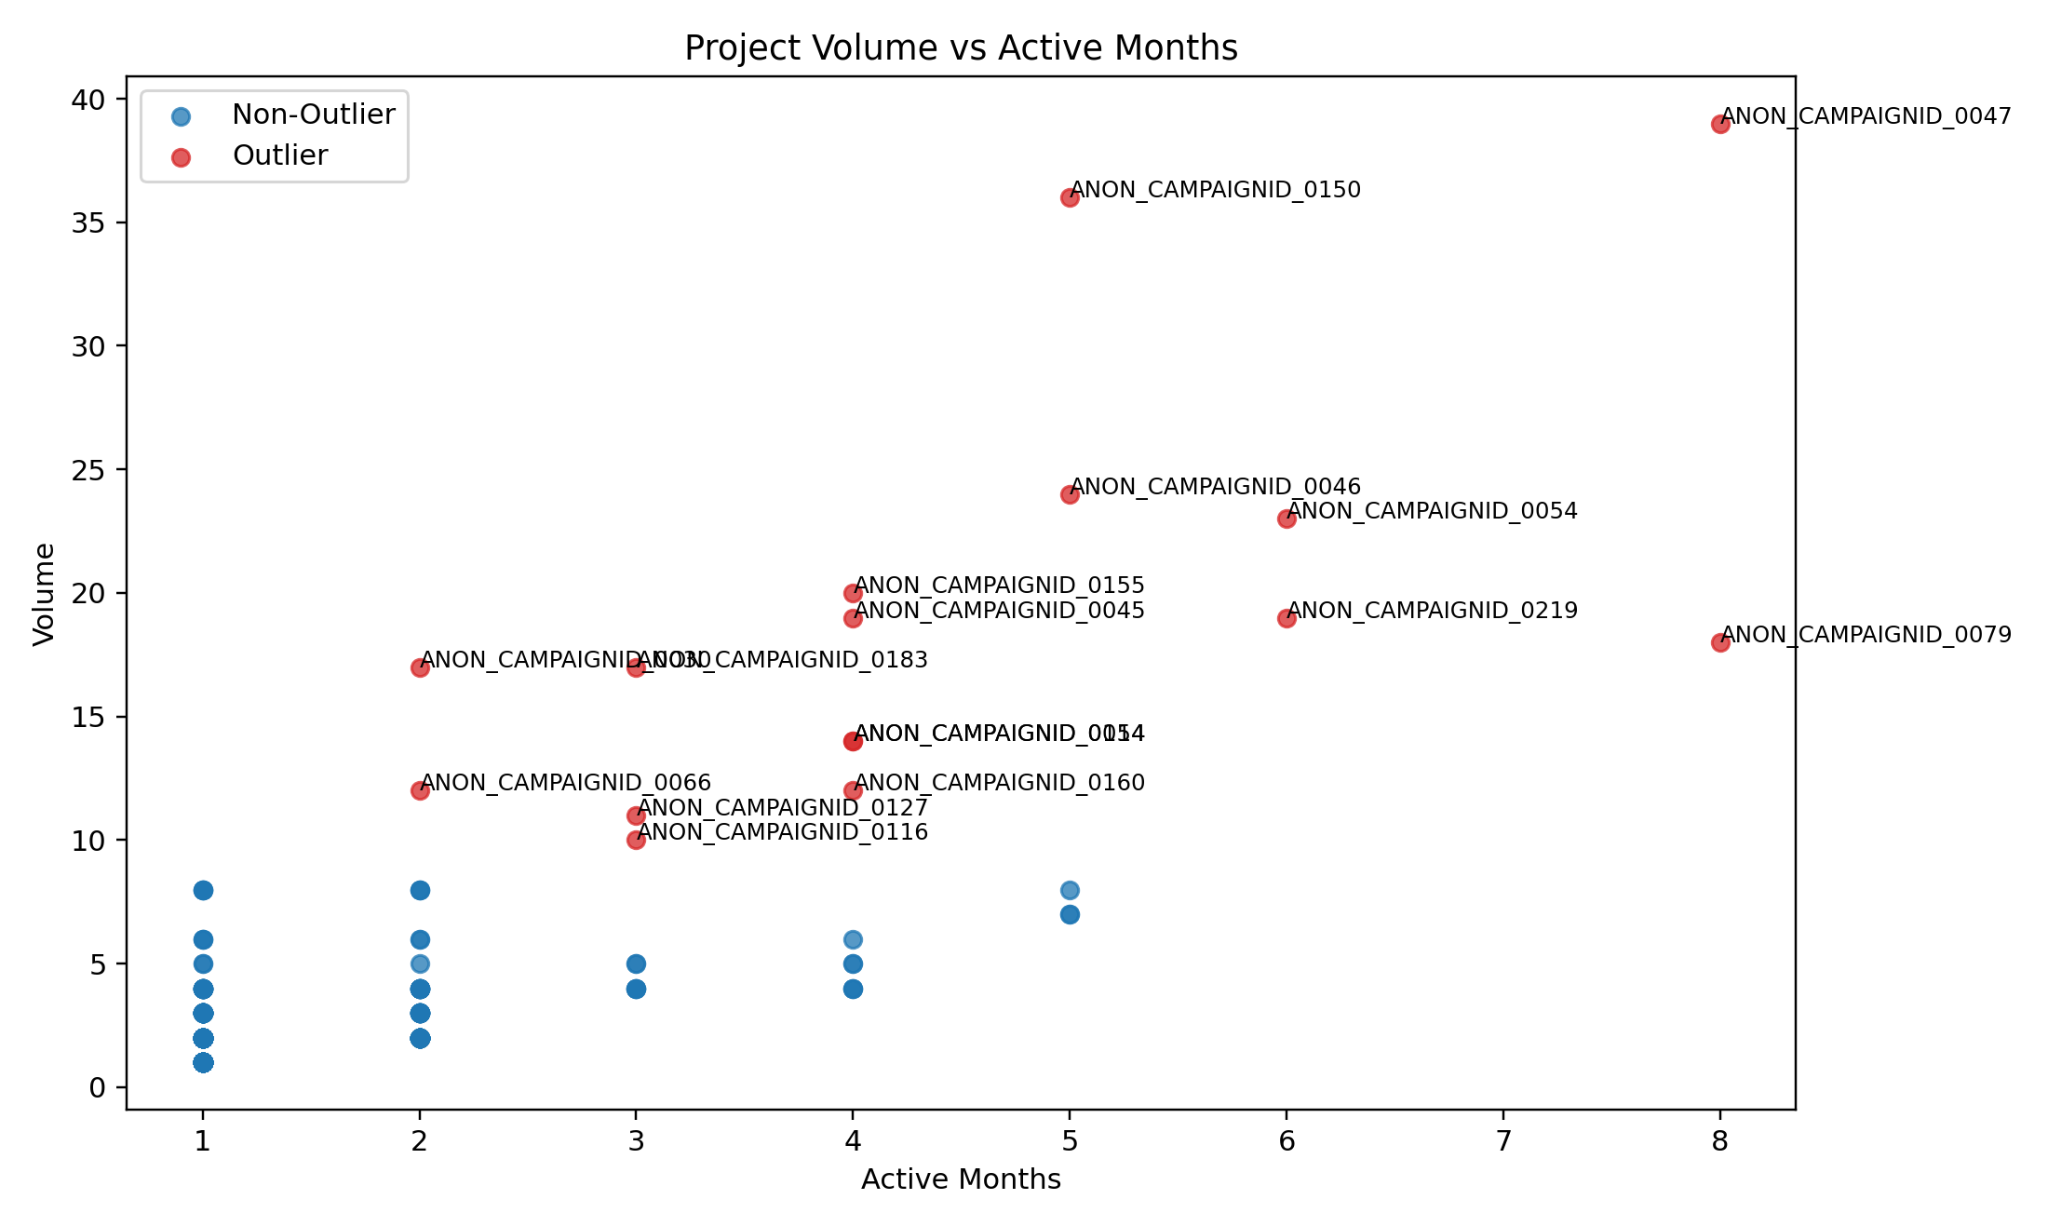 Project Volume vs Active Months
Non-Outlier
Outlier
Volume
40
35
30
25
20
15
10
5
0
ANON_CAMPAIGNID_0047
ANON_CAMPAIGNID_0150
ANON_CAMPAIGNID_0046
ANON_CAMPAIGNID_0054
ANON_CAMPAIGNID_0155
ANON_CAMPAIGNID_0045
ANON_CAMPAIGNID_0219
ANON_CAMPAIGNID_0079
ANON_CAMPAIGNID_0030
ANON_CAMPAIGNID_0183
ANON_CAMPAIGNID_0066
ANON_CAMPAIGNID_0160
ANON_CAMPAIGNID_0127
ANON_CAMPAIGNID_0116
1 2 3 4 5 6 7 8
Active Months